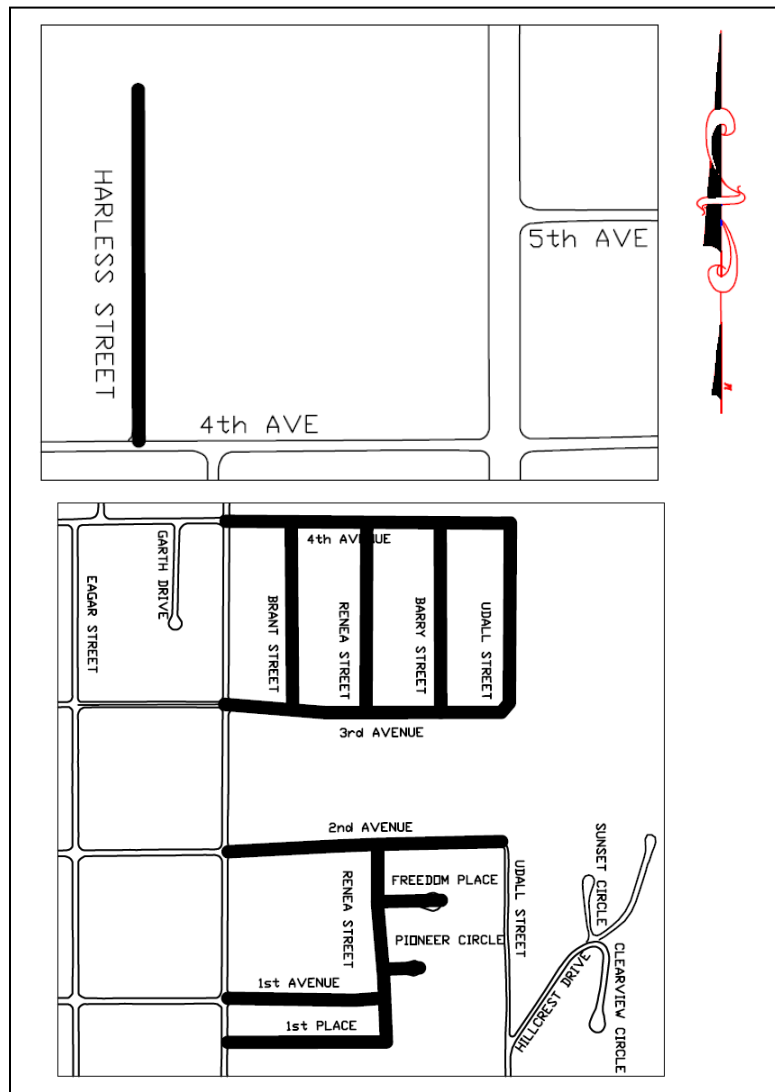 HARLESS STREET
5th AVE
4th AVE
N
GARTH DRIVE
4th AVENUE
EAGAR STREET
BRANT STREET
RENEA STREET
BARRY STREET
UDALL STREET
3rd AVENUE
2nd AVENUE
SUNSET CIRCLE
RENEA STREET
FREEDOM PLACE
UDALL STREET
PIONEER CIRCLE
CLEARVIEW CIRCLE
HILLCREST DRIVE
1st AVENUE
1st PLACE